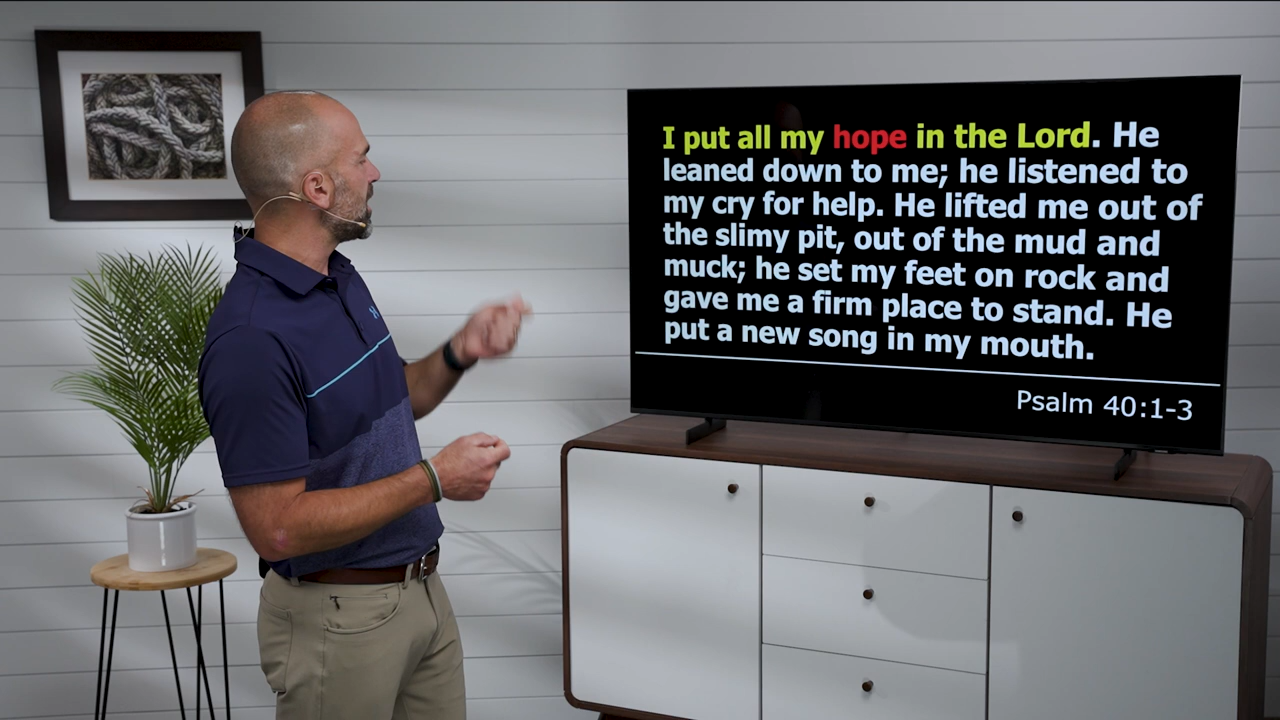 I put all my hope in the Lord. He
leaned down to me; he listened to
my cry for help. He lifted me out of
the slimy pit, out of the mud and
muck; he set my feet on rock and
gave me a firm place to stand. He
put a new song in my mouth.
Psalm 40:1-3